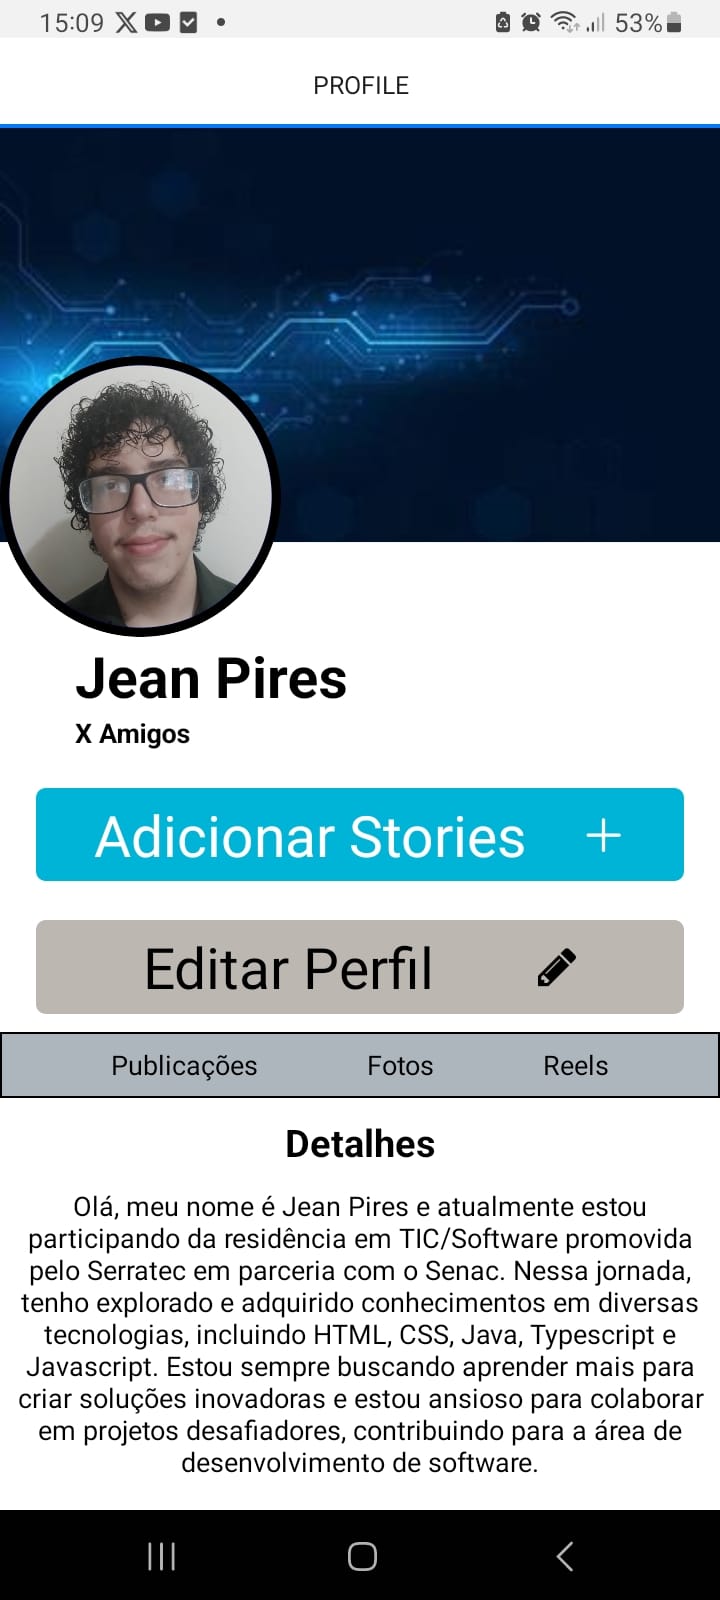 15:09 53%
PROFILE
Jean Pires
X Amigos
Adicionar Stories +
Editar Perfil
Publicações Fotos Reels
Detalhes
Olá, meu nome é Jean Pires e atualmente estou
participando da residência em TIC/Software promovida
pelo Serratec em parceria com o Senac. Nessa jornada,
tenho explorado e adquirido conhecimentos em diversas
tecnologias, incluindo HTML, CSS, Java, Typescript e
Javascript. Estou sempre buscando aprender mais para
criar soluções inovadoras e estou ansioso para colaborar
em projetos desafiadores, contribuindo para a área de
desenvolvimento de software.